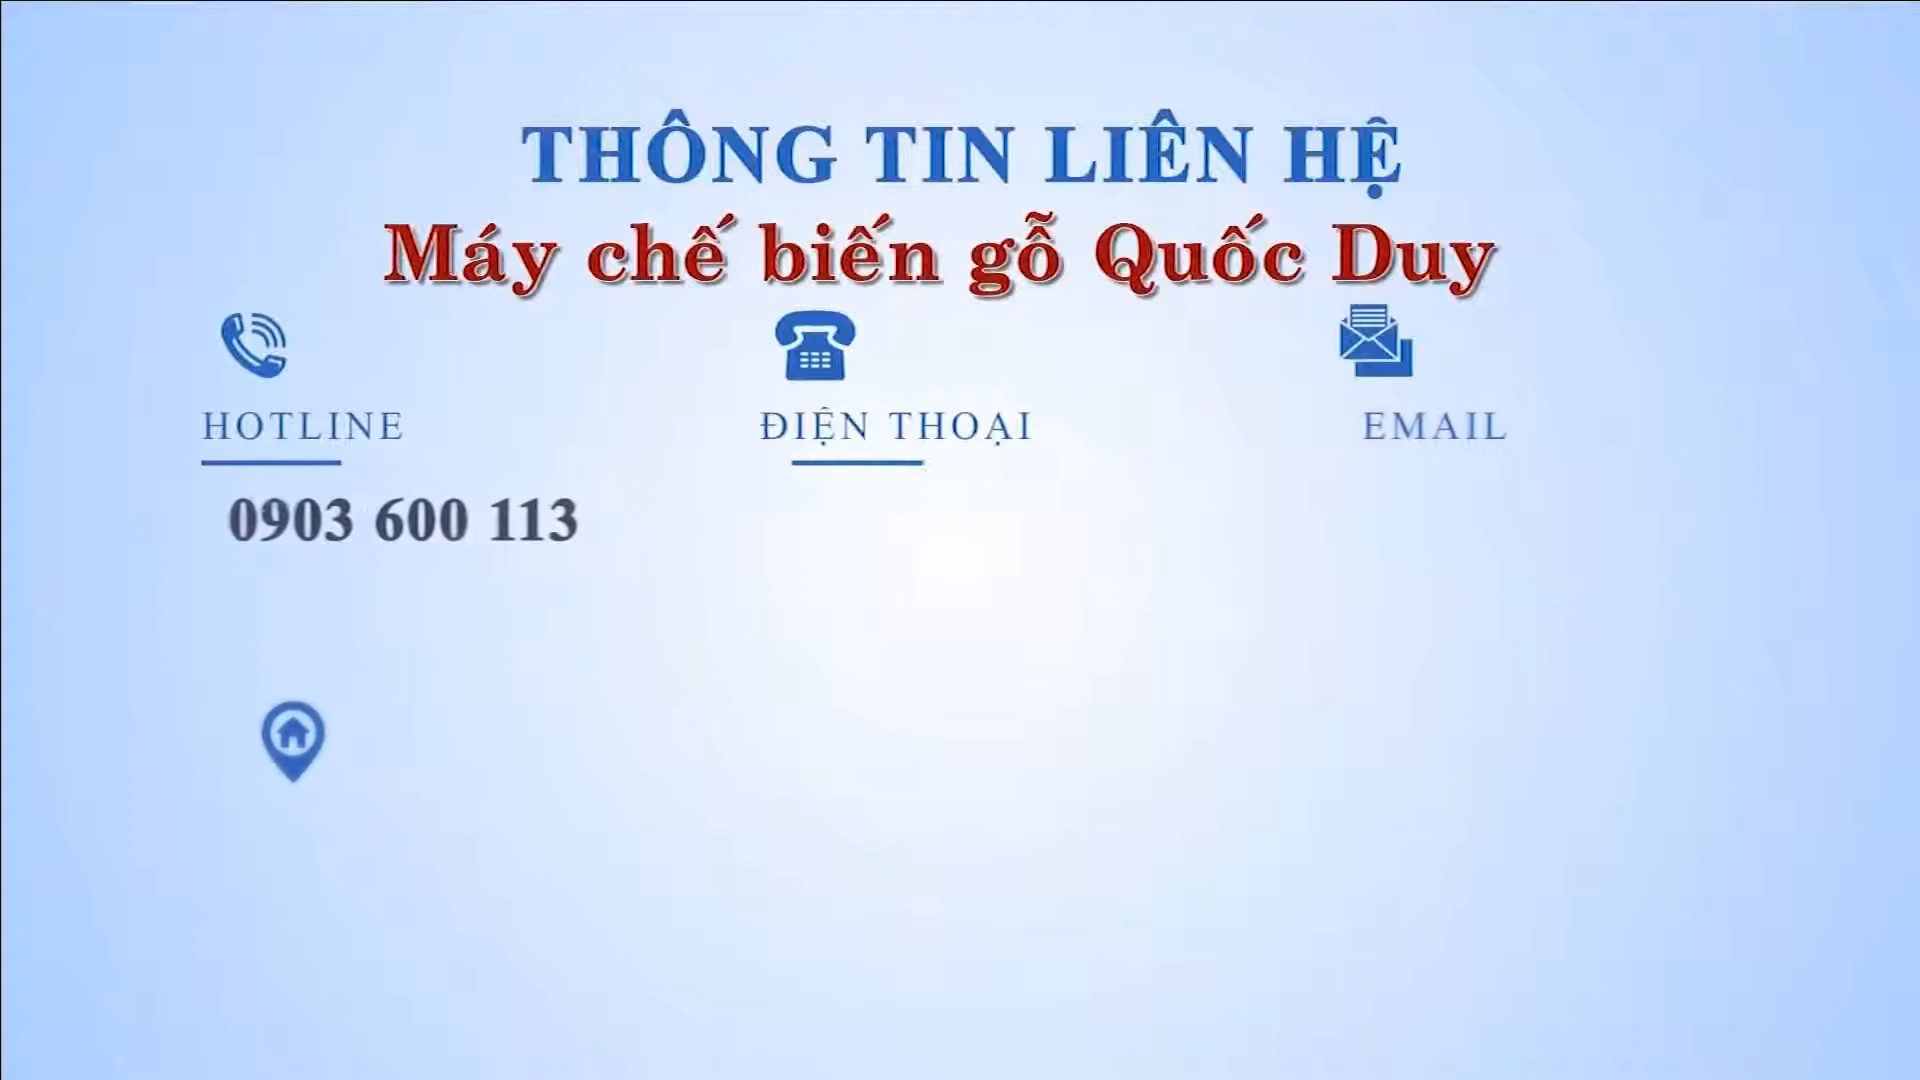 THÔNG TIN LIÊN HỆ
Máy chế biến gỗ Quốc Duy
HOTLINE
ĐIỆN THOẠI
EMAIL
0903 600 113